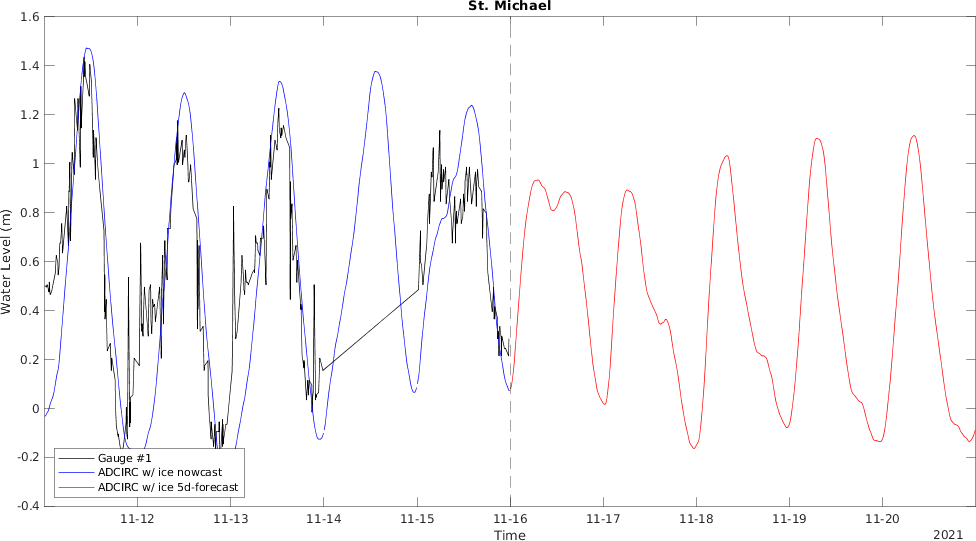 St. Michael
1.6
1.4
1.2
1
0.8
0.6
0.4
0.2
0
-0.2
-0.4
Water Level (m)
Gauge #1
ADCIRC w/ ice nowcast
ADCIRC w/ ice 5d-forecast
11-12 11-13 11-14 11-15 11-16 11-17 11-18 11-19 11-20
Time
2021